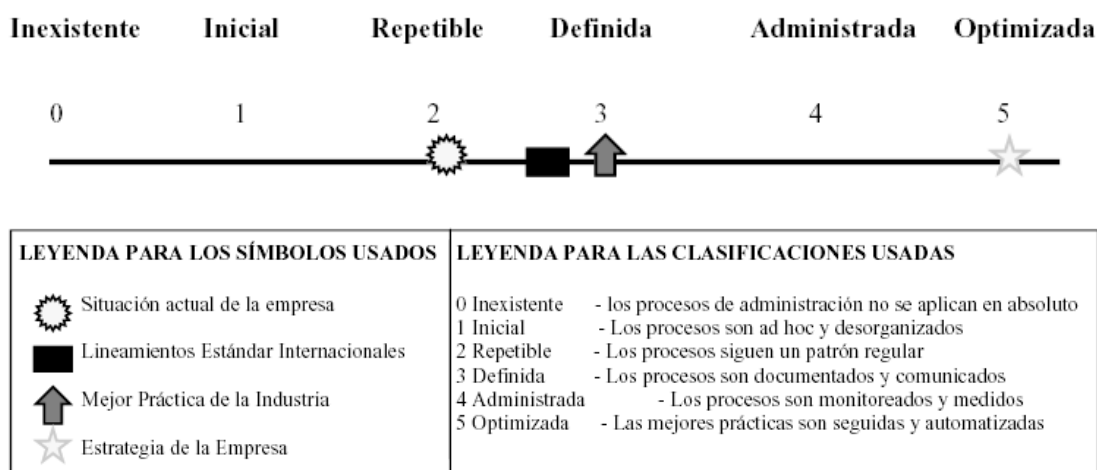 Inexistente Inicial Repetible Definida Administrada Optimizada
0 1 2 3 4 5
LEYENDA PARA LOS SÍMBOLOS USADOS
Situación actual de la empresa
Lineamientos Estándar Internacionales
Mejor Práctica de la Industria
Estrategia de la Empresa
LEYENDA PARA LAS CLASIFICACIONES USADAS
0 Inexistente - los procesos de administración no se aplican en absoluto
1 Inicial - Los procesos son ad hoc y desorganizados
2 Repetible - Los procesos siguen un patrón regular
3 Definida - Los procesos son documentados y comunicados
4 Administrada - Los procesos son monitoreados y medidos
5 Optimizada - Las mejores prácticas son seguidas y automatizadas